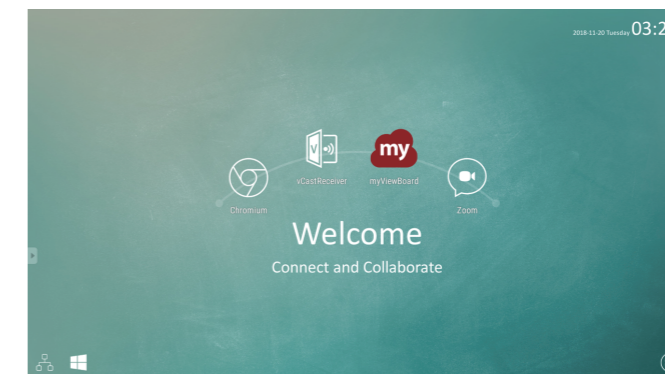 2018-11-20 Tuesday 03:2
my
V
vCastReceiver
myViewBoard
Chromium
Zoom
Welcome
Connect and Collaborate